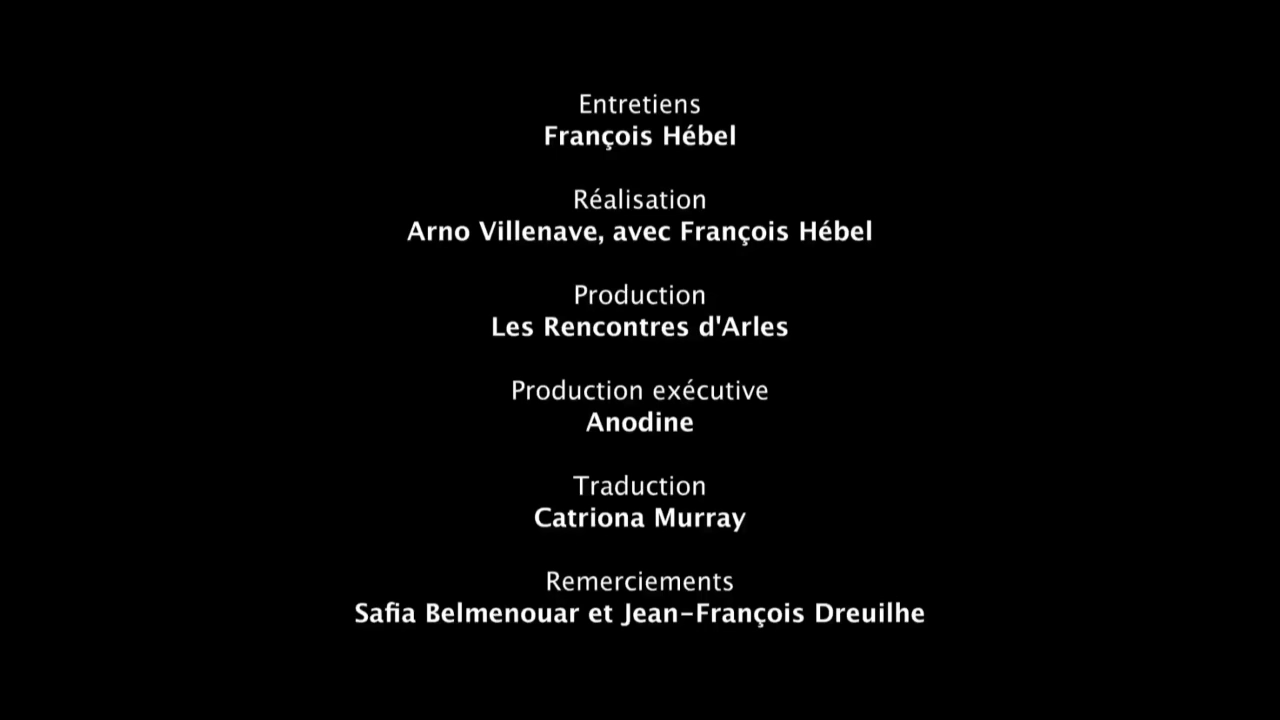 Entretiens
François Hébel
Réalisation
Arno Villenave, avec François Hébel
Production
Les Rencontres d'Arles
Production exécutive
Anodine
Traduction
Catriona Murray
Remerciements
Safia Belmenouar et Jean-François Dreuilhe